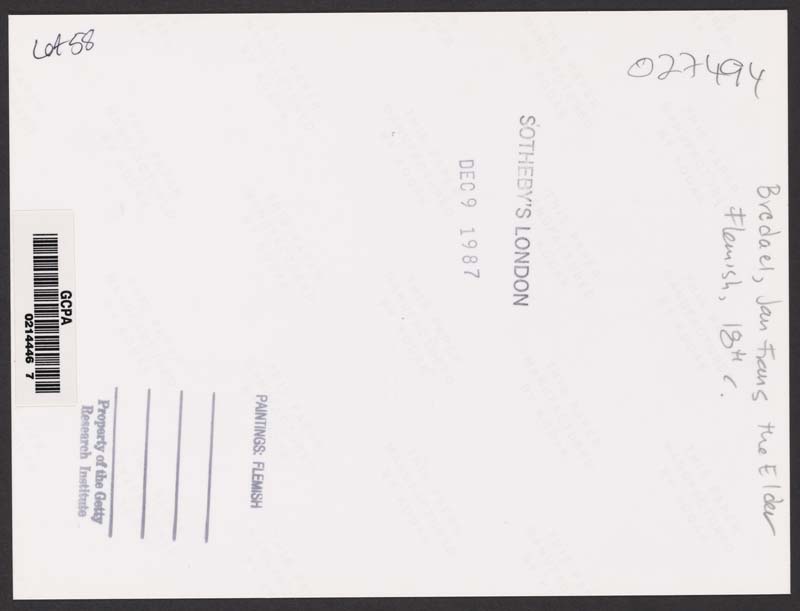 Lot 58
027494
SOTHEBY'S LONDON
DEC 9 1987
Bredael, Jan Frans the Elder
Flemish, 18th c.
GCPA
0214446 7
PAINTINGS: FLEMISH
Property of the Getty
Research Institute